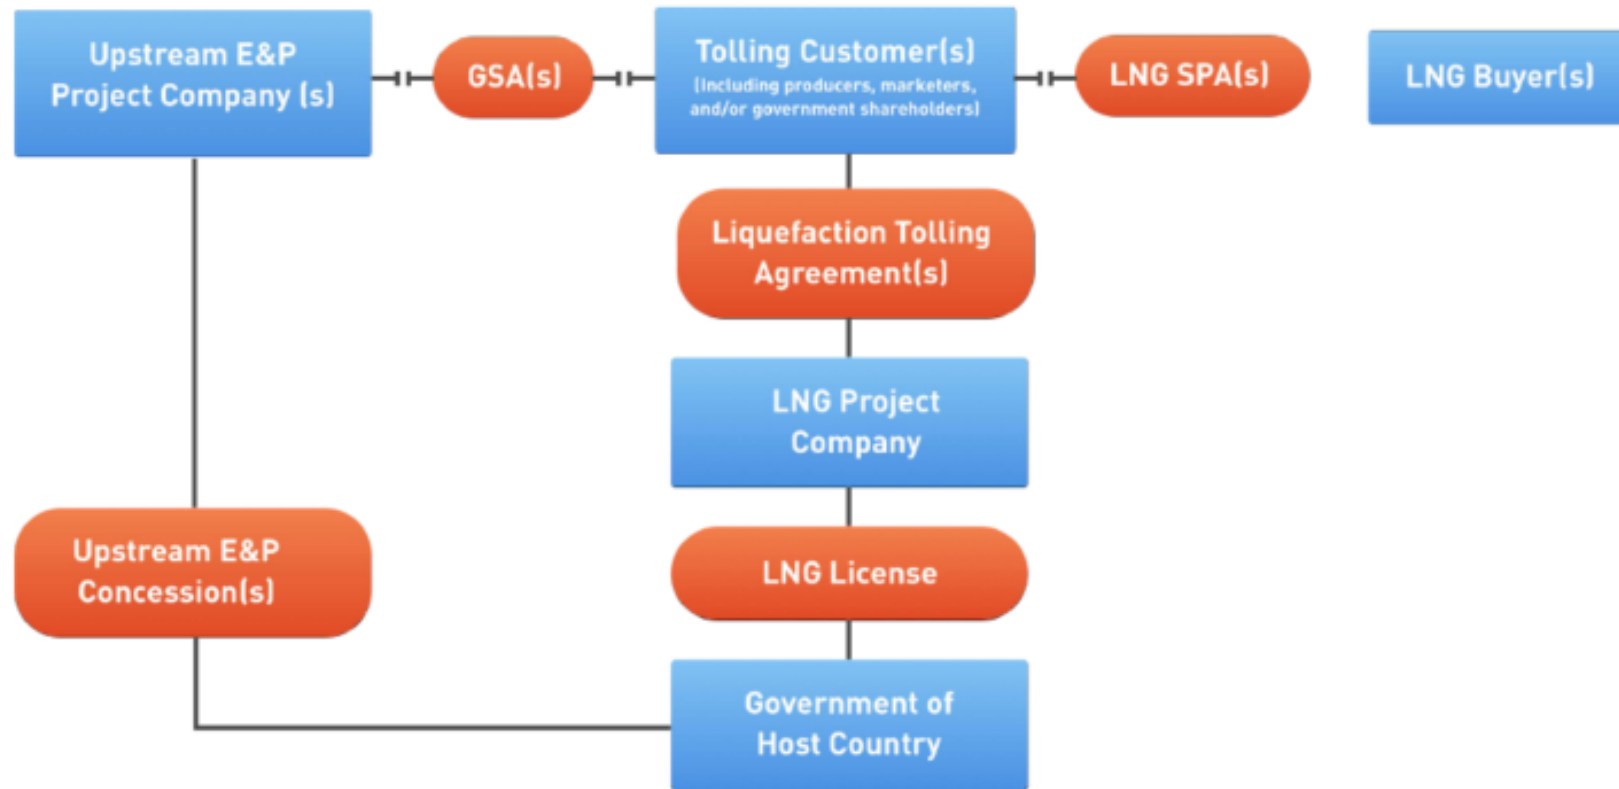 Upstream E&P
Project Company (s)
GSA(s)
Tolling Customer(s)
(Including producers, marketers,
and/or government shareholders)
LNG SPA(s)
LNG Buyer(s)
Liquefaction Tolling
Agreement(s)
LNG Project
Company
Upstream E&P
Concession(s)
LNG License
Government of
Host Country